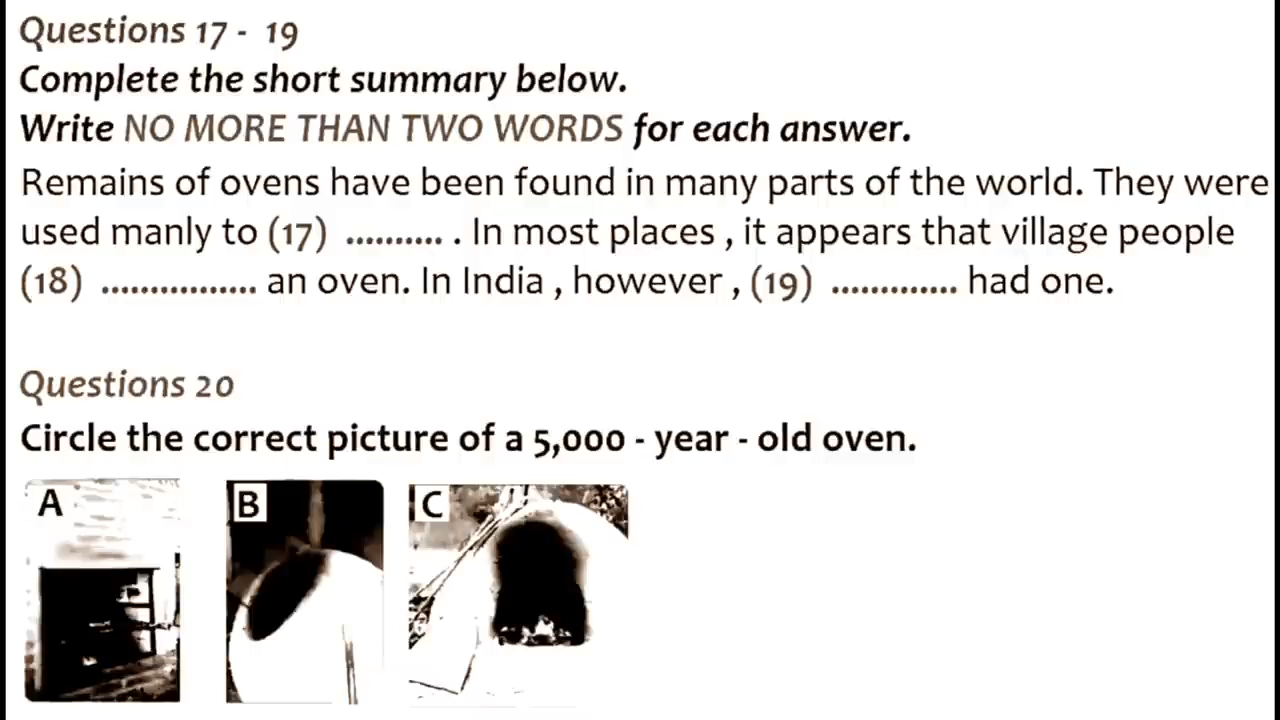 Questions 17 - 19
Complete the short summary below.
Write NO MORE THAN TWO WORDS for each answer.
Remains of ovens have been found in many parts of the world. They were
used manly to (17) .......... . In most places , it appears that village people
(18) ................ an oven. In India , however , (19) ............. had one.
Questions 20
Circle the correct picture of a 5,000 - year - old oven.
A B C